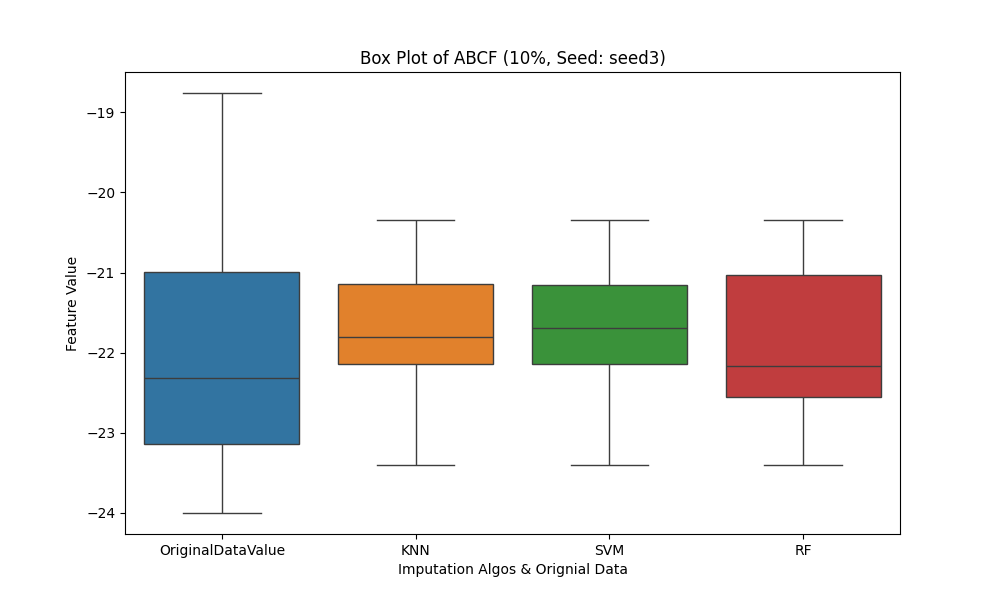 Box Plot of ABCF (10%, Seed: seed3)
Feature Value
−19
−20
−21
−22
−23
−24
OriginalDataValue KNN SVM RF
Imputation Algos & Orignial Data